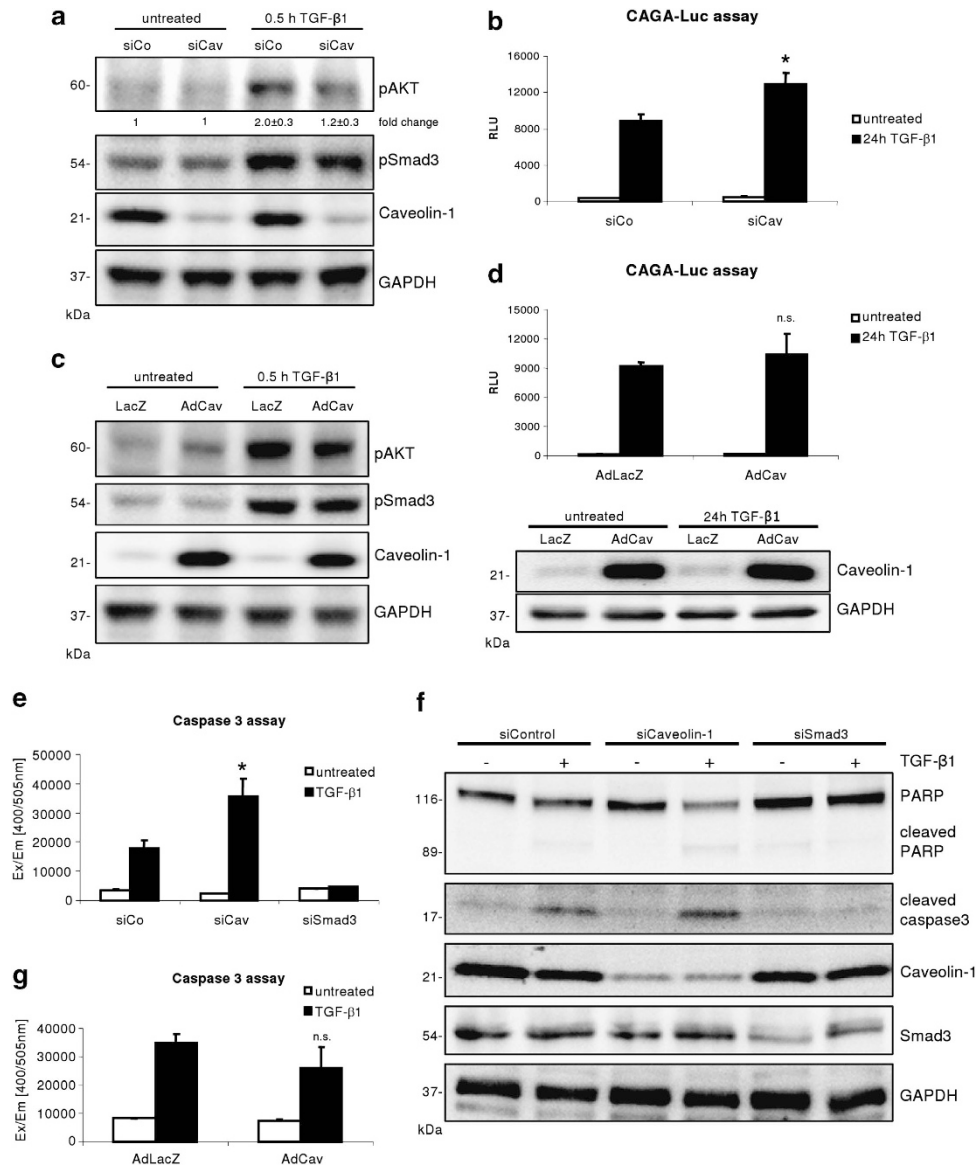 a
untreated 0.5 h TGF-β1
siCo siCav siCo siCav
60- pAKT
1 1 2.0±0.3 1.2±0.3 fold change
54- pSmad3
21- Caveolin-1
37- GAPDH
kDa
b
CAGA-Luc assay
RLU
16000
12000
8000
4000
0
*
siCo siCav
untreated
24h TGF-β1
c
untreated 0.5 h TGF-β1
LacZ AdCav LacZ AdCav
60- pAKT
54- pSmad3
21- Caveolin-1
37- GAPDH
kDa
d
CAGA-Luc assay
RLU
15000
12000
9000
6000
3000
0
n.s.
AdLacZ AdCav
untreated
24h TGF-β1
untreated 24h TGF-β1
LacZ AdCav LacZ AdCav
21- Caveolin-1
37- GAPDH
kDa
e
Caspase 3 assay
Ex/Em [400/505nm]
50000
40000
30000
20000
10000
0
*
siCo siCav siSmad3
untreated
TGF-β1
f
siControl siCaveolin-1 siSmad3
- + - + - + TGF-β1
116- PARP
cleaved
89- PARP
cleaved
17- caspase3
21- Caveolin-1
54- Smad3
37- GAPDH
kDa
g
Caspase 3 assay
Ex/Em [400/505nm]
40000
30000
20000
10000
0
n.s.
AdLacZ AdCav
untreated
TGF-β1